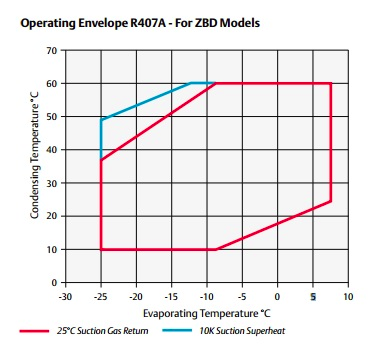 Operating Envelope R407A - For ZBD Models
70
60
50
40
30
20
10
0
Condensing Temperature°C
-30 -25 -20 -15 -10 -5 0 5 10
Evaporating Temperature °C
25°C Suction Gas Return 10K Suction Superheat